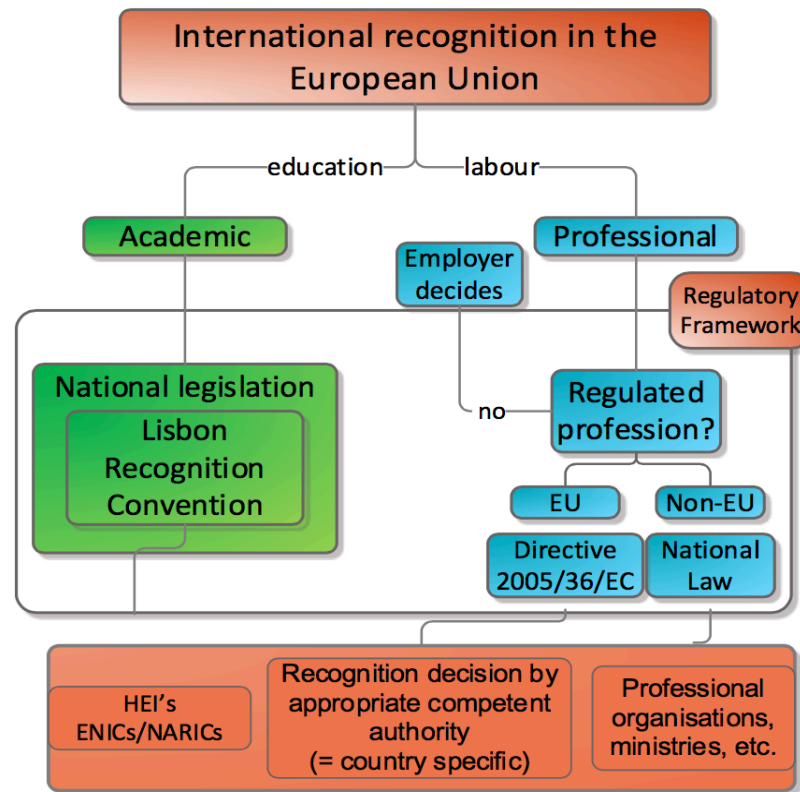 International recognition in the
European Union
education
labour
Academic
Professional
Employer
decides
Regulatory
Framework
National legislation
Lisbon
Recognition
Convention
no
Regulated
profession?
EU
Non-EU
Directive
2005/36/EC
National
Law
HEI's
ENICs/NARICs
Recognition decision by
appropriate competent
authority
(= country specific)
Professional
organisations,
ministries, etc.